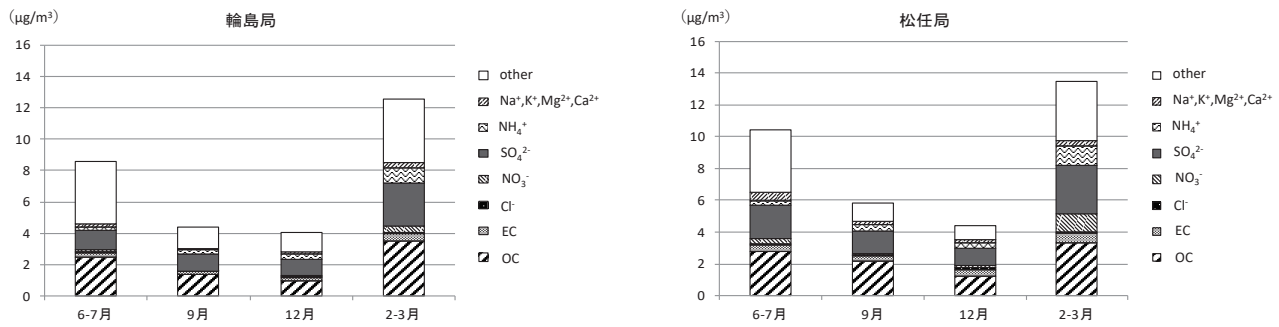 (μg/m³)
輪島局
16
14
12
10
8
6
4
2
0
6-7月 9月 12月 2-3月
other
Na⁺,K⁺,Mg²⁺,Ca²⁺
NH₄⁺
SO₄²⁻
NO₃⁻
Cl⁻
EC
OC
(μg/m³)
松任局
16
14
12
10
8
6
4
2
0
6-7月 9月 12月 2-3月
other
Na⁺,K⁺,Mg²⁺,Ca²⁺
NH₄⁺
SO₄²⁻
NO₃⁻
Cl⁻
EC
OC